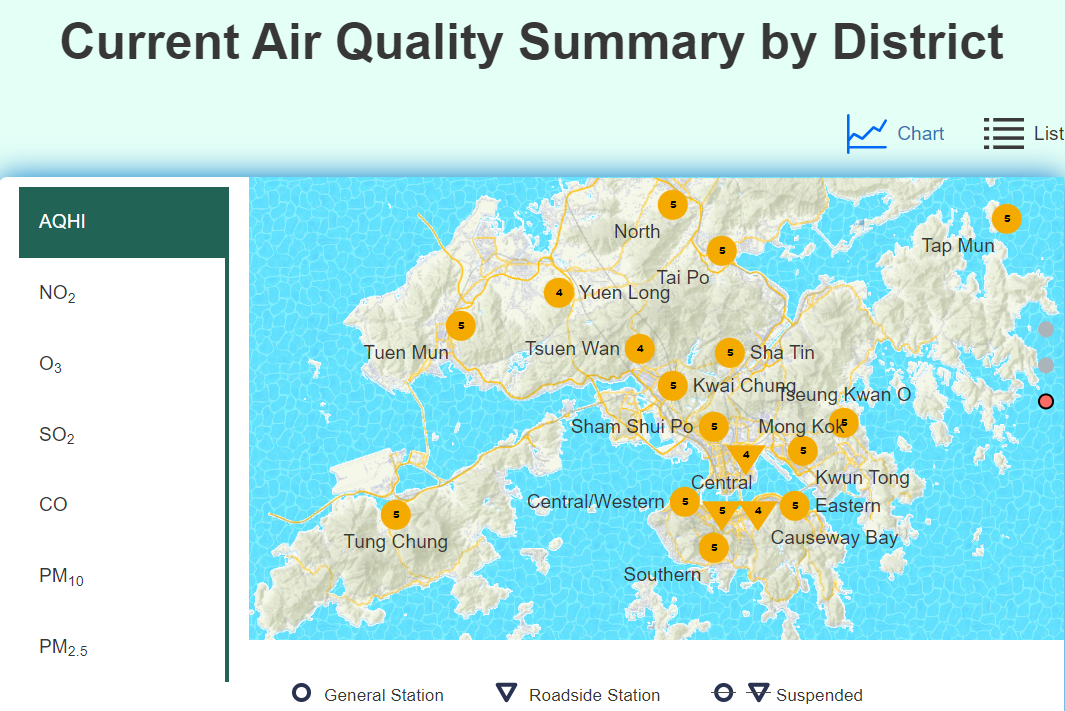 Current Air Quality Summary by District
Chart
List
AQHI
NO2
O3
SO2
CO
PM10
PM2.5
5
North
5
Tap Mun
5
Tai Po
4 Yuen Long
5
Tuen Mun
Tsuen Wan 4
5 Sha Tin
5 Kwai Chung
Tseung Kwan O
5
Sham Shui Po 5
Mong Kok
4
5
Kwun Tong
Central
Central/Western 5
5
4
5 Eastern
Causeway Bay
5
Tung Chung
5
Southern
General Station
Roadside Station
Suspended